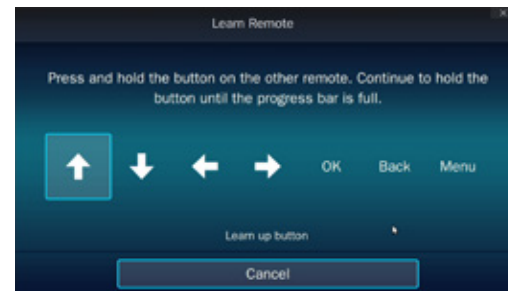 Learn Remote
Press and hold the button on the other remote. Continue to hold the
button until the progress bar is full.
OK Back Menu
Learn up button
Cancel